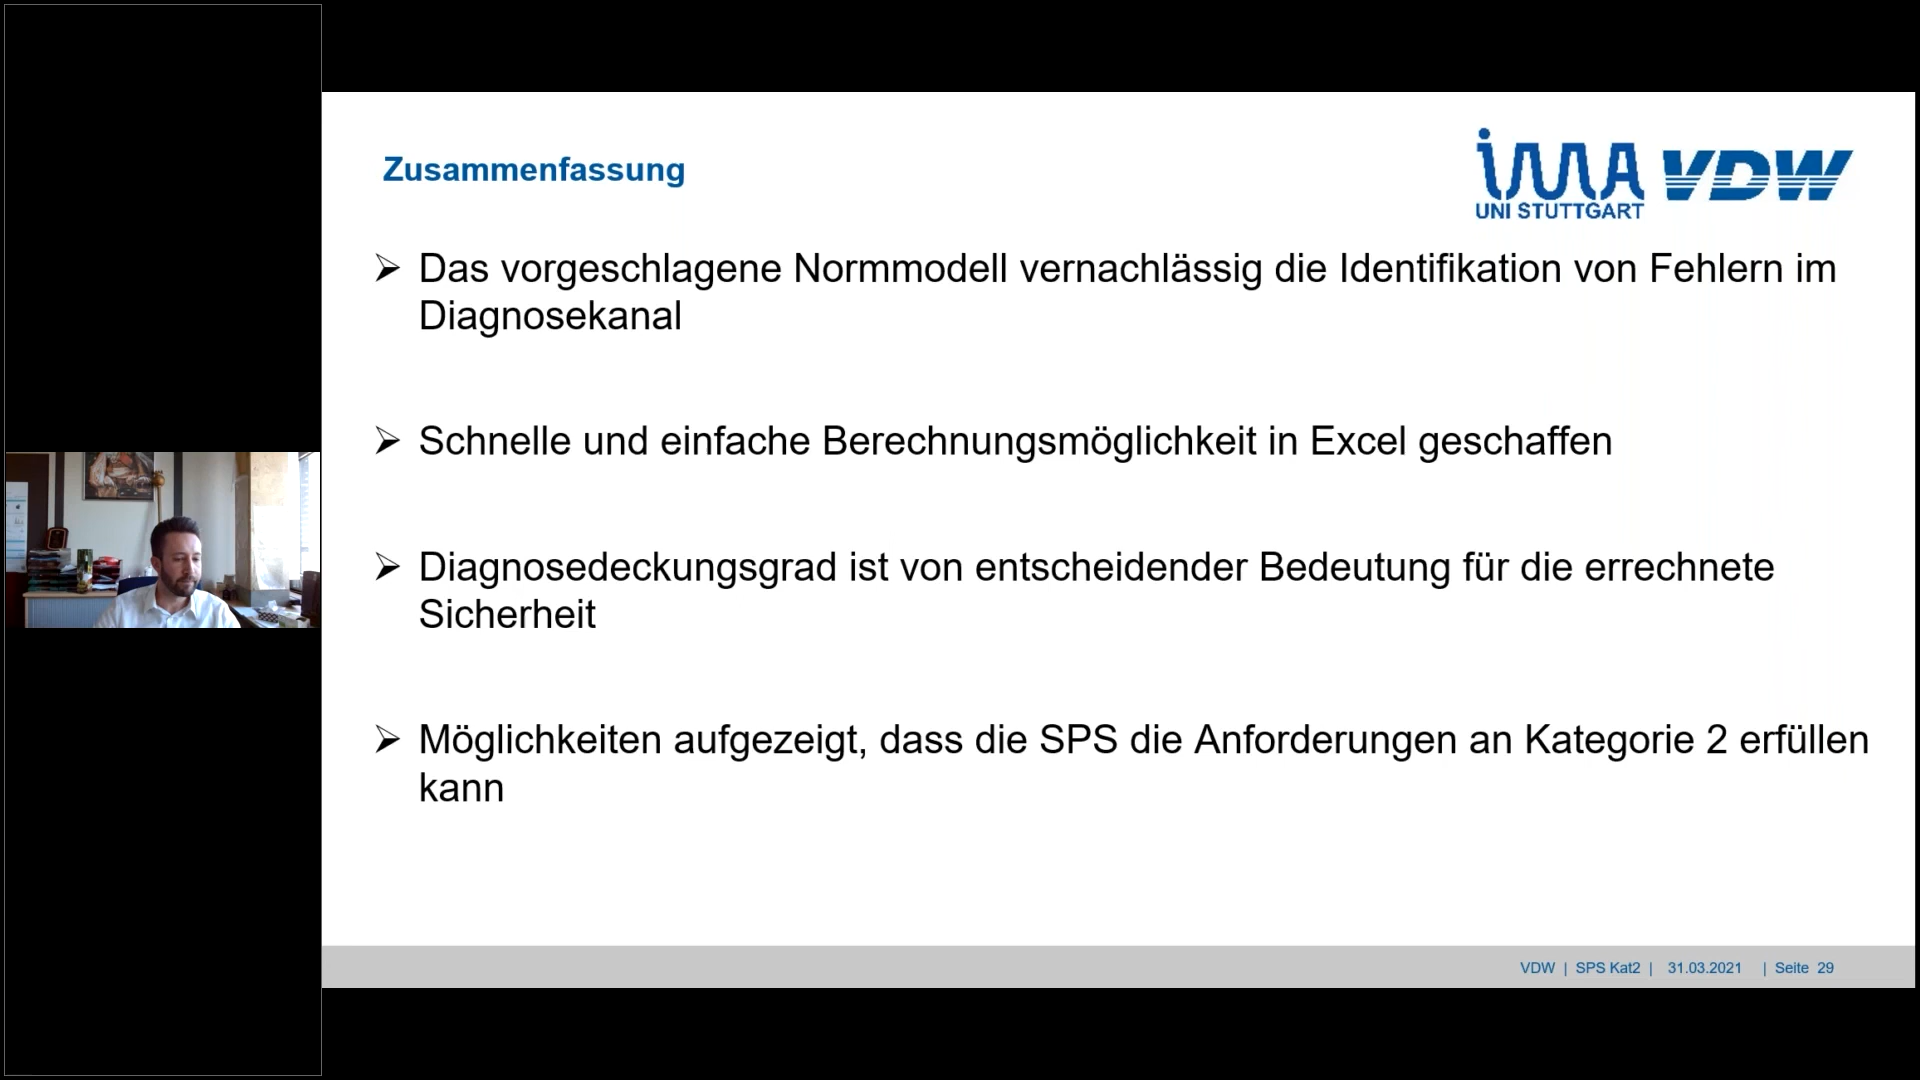 Zusammenfassung
ima VDW
UNI STUTTGART
Das vorgeschlagene Normmodell vernachlässig die Identifikation von Fehlern im
Diagnosekanal
Schnelle und einfache Berechnungsmöglichkeit in Excel geschaffen
Diagnosedeckungsgrad ist von entscheidender Bedeutung für die errechnete
Sicherheit
Möglichkeiten aufgezeigt, dass die SPS die Anforderungen an Kategorie 2 erfüllen
kann
VDW | SPS Kat2 | 31.03.2021 | Seite 29